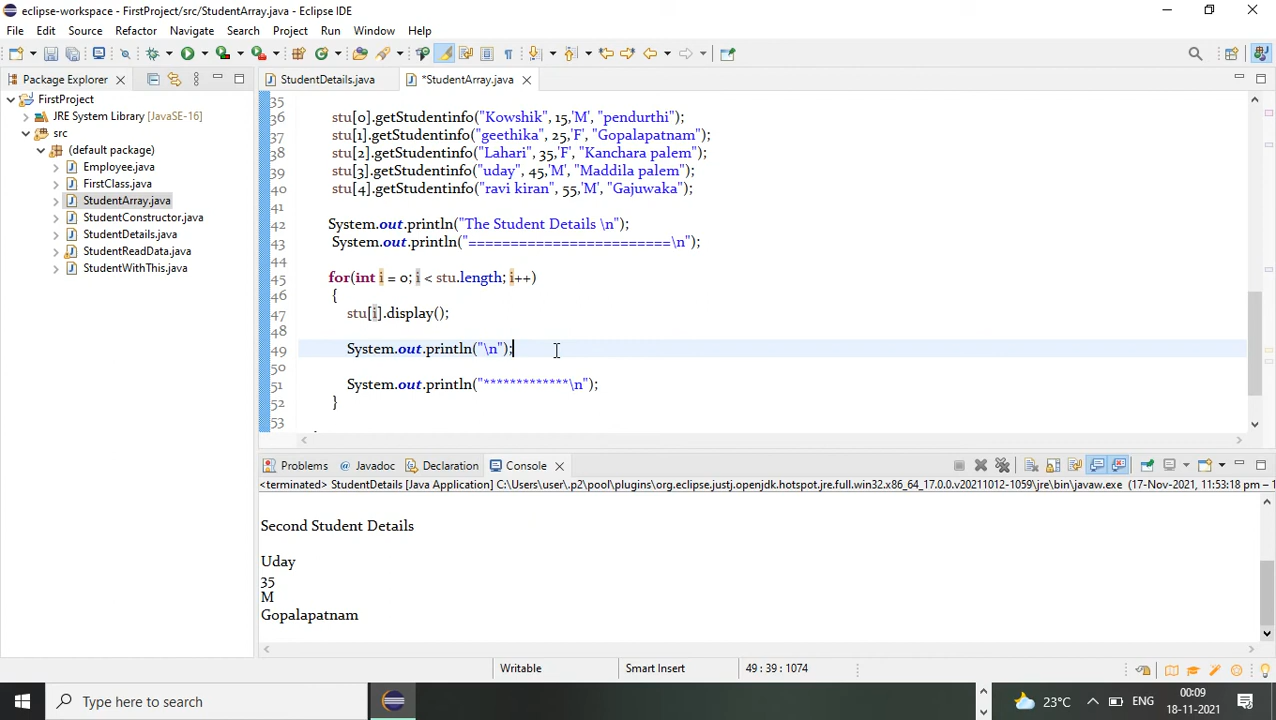 eclipse-workspace - FirstProject/src/StudentArray.java - Eclipse IDE
File Edit Source Refactor Navigate Search Project Run Window Help
Package Explorer
StudentDetails.java
*StudentArray.java
FirstProject
JRE System Library [JavaSE-16]
src
(default package)
Employee.java
FirstClass.java
StudentArray.java
StudentConstructor.java
StudentDetails.java
StudentReadData.java
StudentWithThis.java
35
36 stu[0].getStudentinfo("Kowshik", 15,'M', "pendurthi");
37 stu[1].getStudentinfo("geethika", 25,'F', "Gopalapatnam");
38 stu[2].getStudentinfo("Lahari", 35,'F', "Kanchara palem");
39 stu[3].getStudentinfo("uday", 45,'M', "Maddila palem");
40 stu[4].getStudentinfo("ravi kiran", 55,'M', "Gajuwaka");
41
42 System.out.println("The Student Details \n");
43 System.out.println("========================\n");
44
45 for(int i = 0; i < stu.length; i++)
46 {
47 stu[i].display();
48
49 System.out.println("\n");
50
51 System.out.println("*************\n");
52 }
53
Problems Javadoc Declaration Console
<terminated> StudentDetails [Java Application] C:\Users\user\.p2\pool\plugins\org.eclipse.justj.openjdk.hotspot.jre.full.win32.x86_64_17.0.0.v20211012-1059\jre\bin\javaw.exe (17-Nov-2021, 11:53:18 pm – 1
Second Student Details
Uday
35
M
Gopalapatnam
Writable Smart Insert 49 : 39 : 1074
Type here to search
23°C
ENG
00:09
18-11-2021